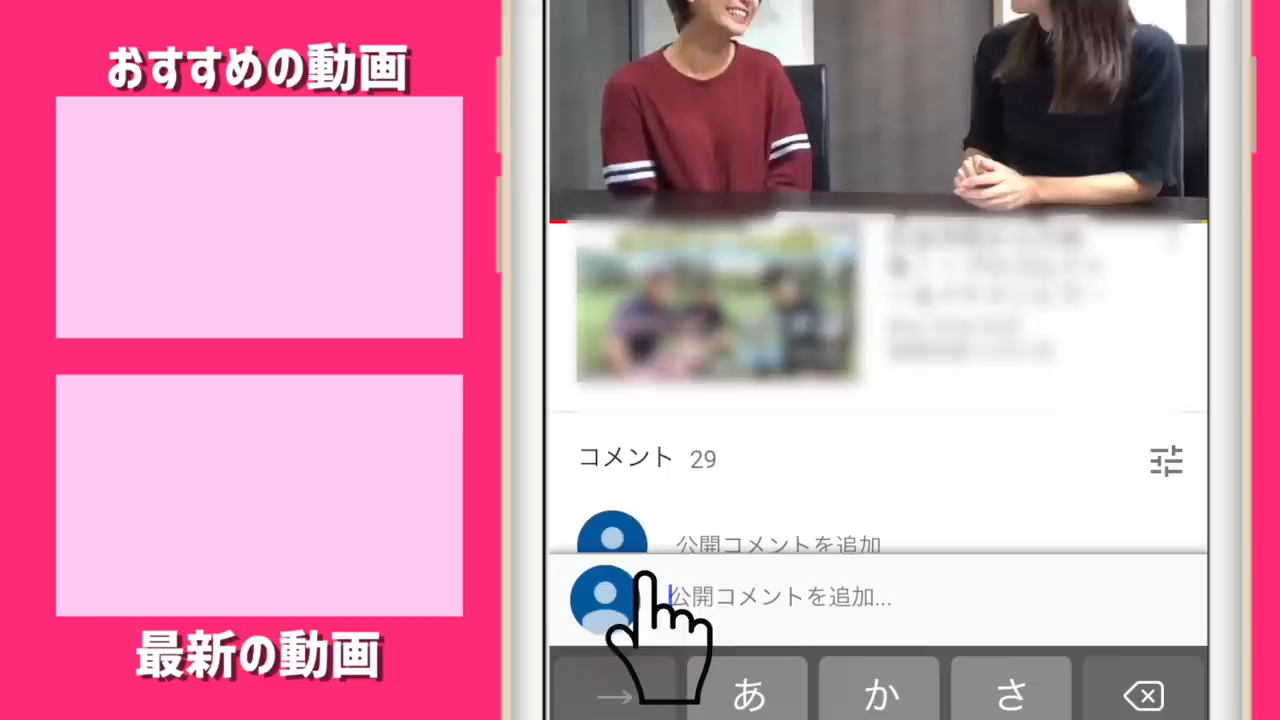 おすすめの動画
最新の動画
コメント 29
公開コメントを追加
公開コメントを追加...
→
あ
か
さ